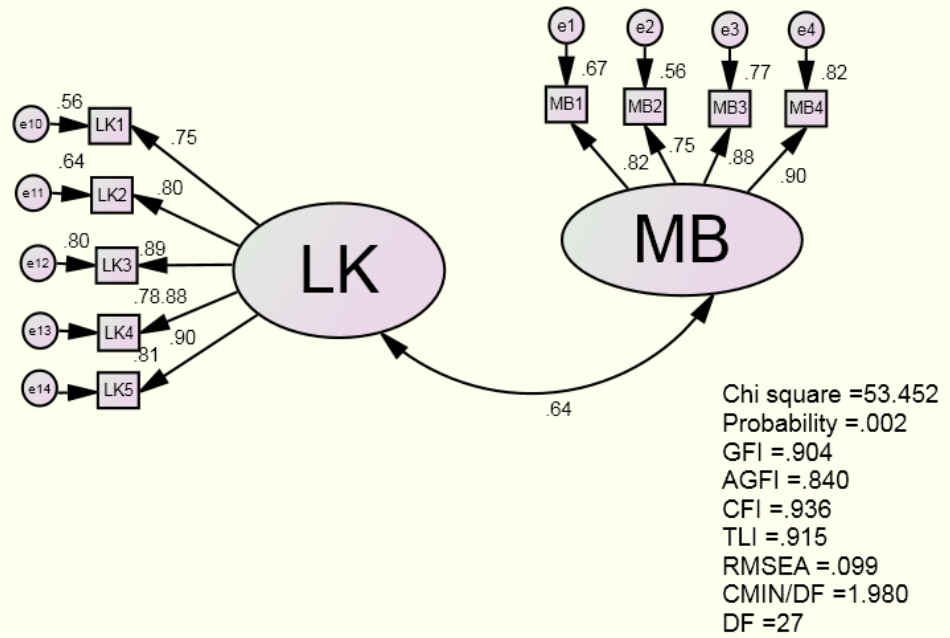 e1
e2
e3
e4
.67
.56
.77
.82
MB1
MB2
MB3
MB4
.82
.75
.88
.90
MB
.56
e10
LK1
.75
.64
e11
LK2
.80
.80
e12
LK3
.89
LK
.78
.88
e13
LK4
.90
.81
e14
LK5
.64
Chi square =53.452
Probability =.002
GFI =.904
AGFI =.840
CFI =.936
TLI =.915
RMSEA =.099
CMIN/DF =1.980
DF =27